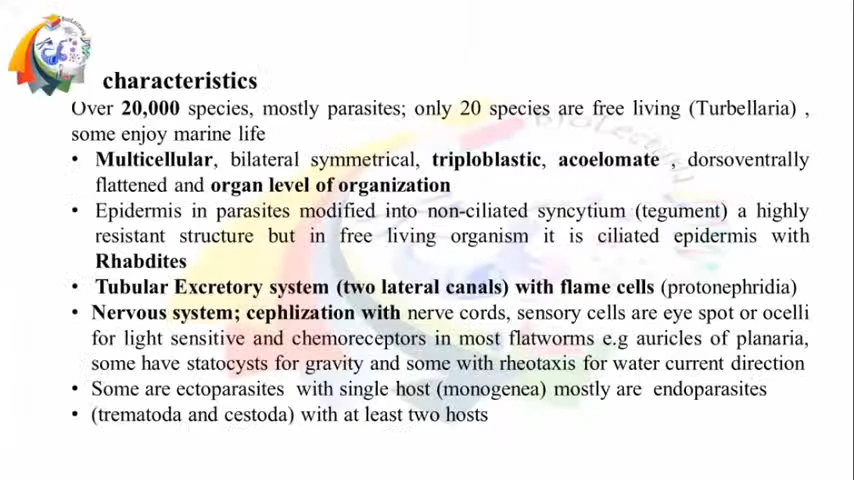 characteristics
Over 20,000 species, mostly parasites; only 20 species are free living (Turbellaria) ,
some enjoy marine life
• Multicellular, bilateral symmetrical, triploblastic, acoelomate , dorsoventrally
flattened and organ level of organization
• Epidermis in parasites modified into non-ciliated syncytium (tegument) a highly
resistant structure but in free living organism it is ciliated epidermis with
Rhabdites
• Tubular Excretory system (two lateral canals) with flame cells (protonephridia)
• Nervous system; cephlization with nerve cords, sensory cells are eye spot or ocelli
for light sensitive and chemoreceptors in most flatworms e.g auricles of planaria,
some have statocysts for gravity and some with rheotaxis for water current direction
• Some are ectoparasites with single host (monogenea) mostly are endoparasites
• (trematoda and cestoda) with at least two hosts